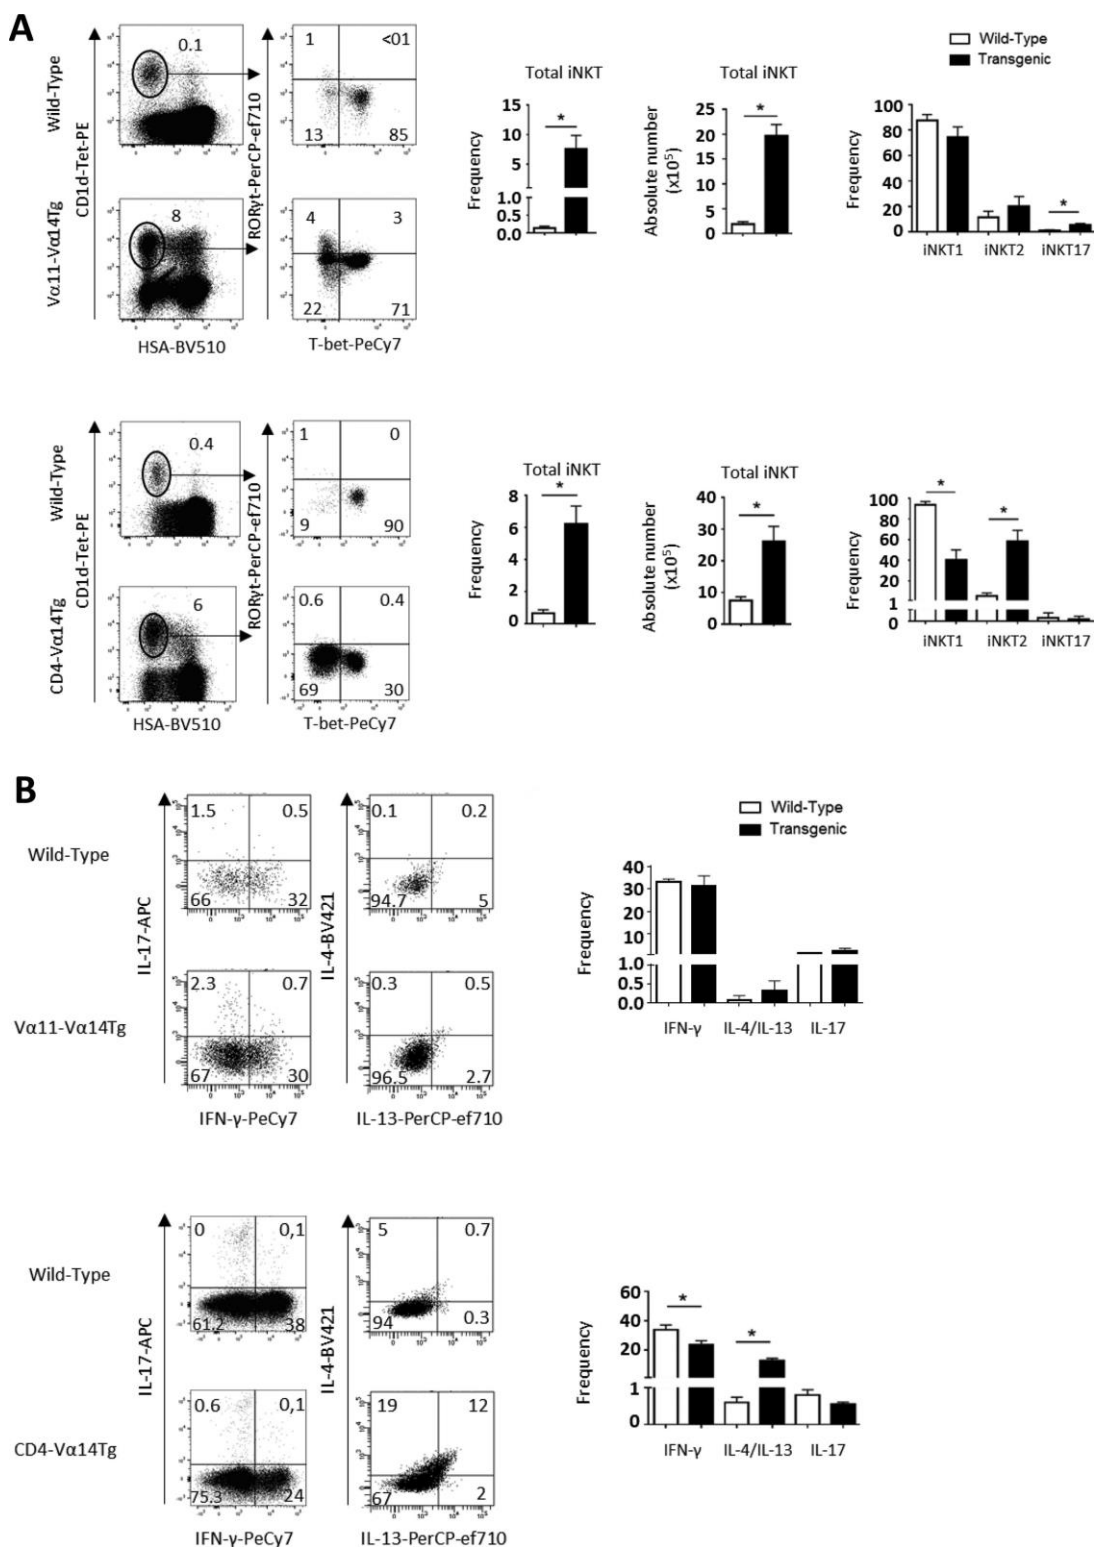 A
Wild-Type
Transgenic
0.1
1
<01
13
85
Wild-Type
CD1d-Tet-PE
RORγt-PerCP-ef710
Total iNKT
Frequency
15
10
5
1.0
0.5
0.0
*
Total iNKT
Absolute number
(x10⁵)
25
20
15
10
5
0
*
Frequency
100
80
60
40
20
0
*
iNKT1
iNKT2
iNKT17
8
4
3
22
71
Vα11-Vα14Tg
HSA-BV510
T-bet-PeCy7
0.4
1
0
9
90
Wild-Type
CD1d-Tet-PE
RORγt-PerCP-ef710
Total iNKT
Frequency
8
6
4
2
0
*
Total iNKT
Absolute number
(x10⁵)
40
30
20
10
0
*
Frequency
100
80
60
40
20
1
0
*
*
iNKT1
iNKT2
iNKT17
6
0.6
0.4
69
30
CD4-Vα14Tg
HSA-BV510
T-bet-PeCy7
B
Wild-Type
Transgenic
Wild-Type
1.5
0.5
66
32
0.1
0.2
94.7
5
IL-17-APC
IL-4-BV421
Frequency
40
30
20
10
1.0
0.5
0.0
IFN-γ
IL-4/IL-13
IL-17
Vα11-Vα14Tg
2.3
0.7
67
30
0.3
0.5
96.5
2.7
IFN-γ-PeCy7
IL-13-PerCP-ef710
Wild-Type
0
0,1
61.2
38
5
0.7
94
0.3
IL-17-APC
IL-4-BV421
Frequency
60
40
20
1
0
*
*
IFN-γ
IL-4/IL-13
IL-17
CD4-Vα14Tg
0.6
0,1
75.3
24
19
12
67
2
IFN-γ-PeCy7
IL-13-PerCP-ef710